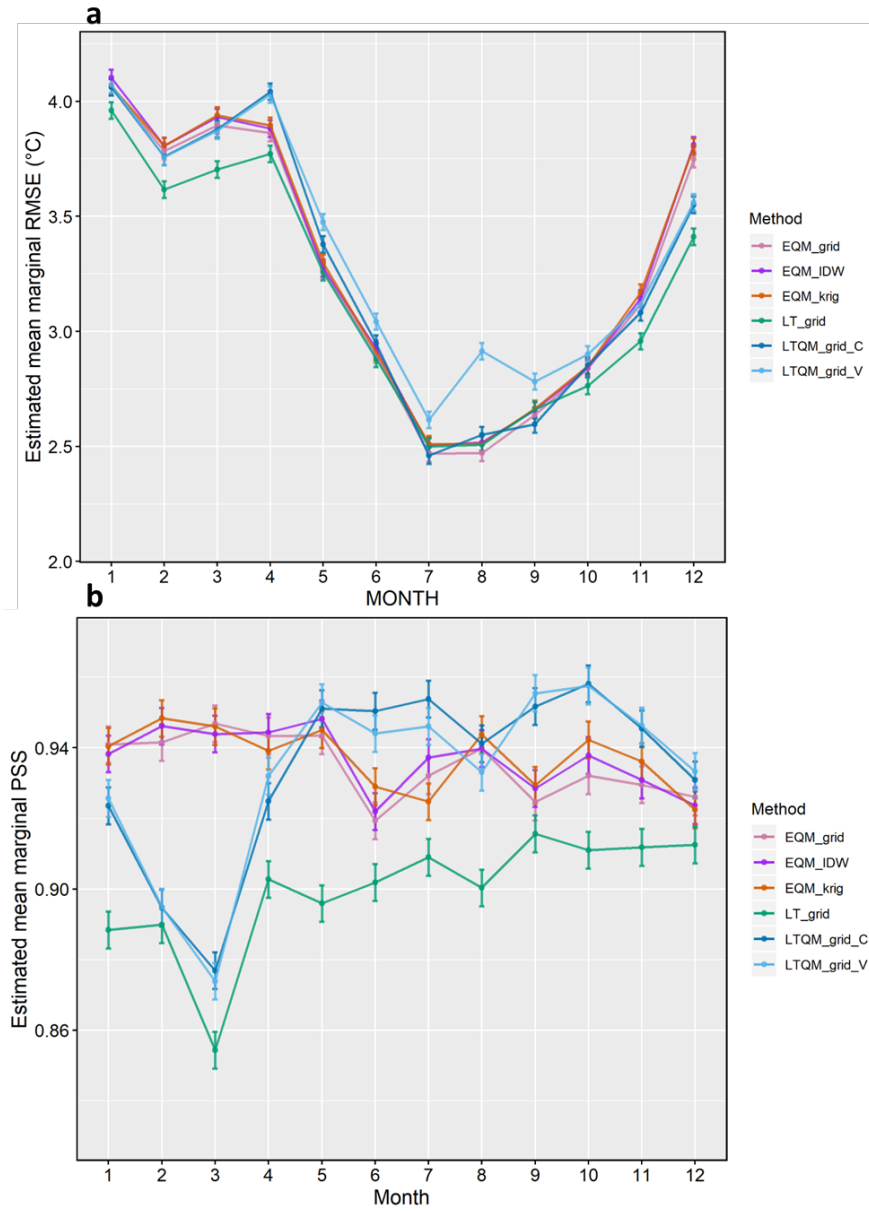 a
Estimated mean marginal RMSE (°C)
4.0
3.5
3.0
2.5
2.0
1 2 3 4 5 6 7 8 9 10 11 12
MONTH
Method
EQM_grid
EQM_IDW
EQM_krig
LT_grid
LTQM_grid_C
LTQM_grid_V
b
Estimated mean marginal PSS
0.94
0.90
0.86
1 2 3 4 5 6 7 8 9 10 11 12
Month
Method
EQM_grid
EQM_IDW
EQM_krig
LT_grid
LTQM_grid_C
LTQM_grid_V